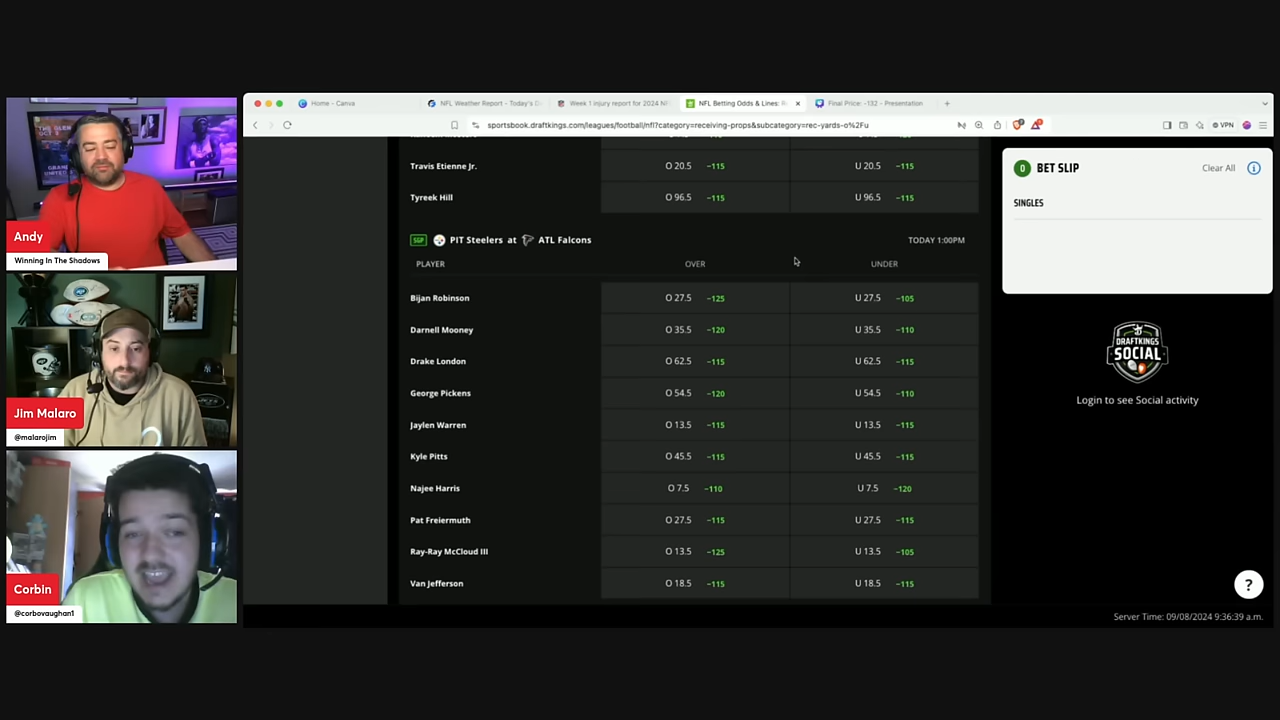 Home - Canva
NFL Weather Report - Today's D
Week 1 injury report for 2024 N
NFL Betting Odds & Lines: R
Final Price: -132 - Presentation
sportsbook.draftkings.com/leagues/football/nfl?category=receiving-props&subcategory=rec-yards-o%2Fu
VPN
Travis Etienne Jr. O 20.5 -115 U 20.5 -115
Tyreek Hill O 96.5 -115 U 96.5 -115
SGP PIT Steelers at ATL Falcons TODAY 1:00PM
PLAYER OVER UNDER
Bijan Robinson O 27.5 -125 U 27.5 -105
Darnell Mooney O 35.5 -120 U 35.5 -110
Drake London O 62.5 -115 U 62.5 -115
George Pickens O 54.5 -120 U 54.5 -110
Jaylen Warren O 13.5 -115 U 13.5 -115
Kyle Pitts O 45.5 -115 U 45.5 -115
Najee Harris O 7.5 -110 U 7.5 -120
Pat Freiermuth O 27.5 -115 U 27.5 -115
Ray-Ray McCloud III O 13.5 -125 U 13.5 -105
Van Jefferson O 18.5 -115 U 18.5 -115
0 BET SLIP Clear All
SINGLES
DRAFTKINGS
SOCIAL
Login to see Social activity
?
Server Time: 09/08/2024 9:36:39 a.m.
Andy
Winning In The Shadows
Jim Malaro
@malarojim
Corbin
@corbovaughan1